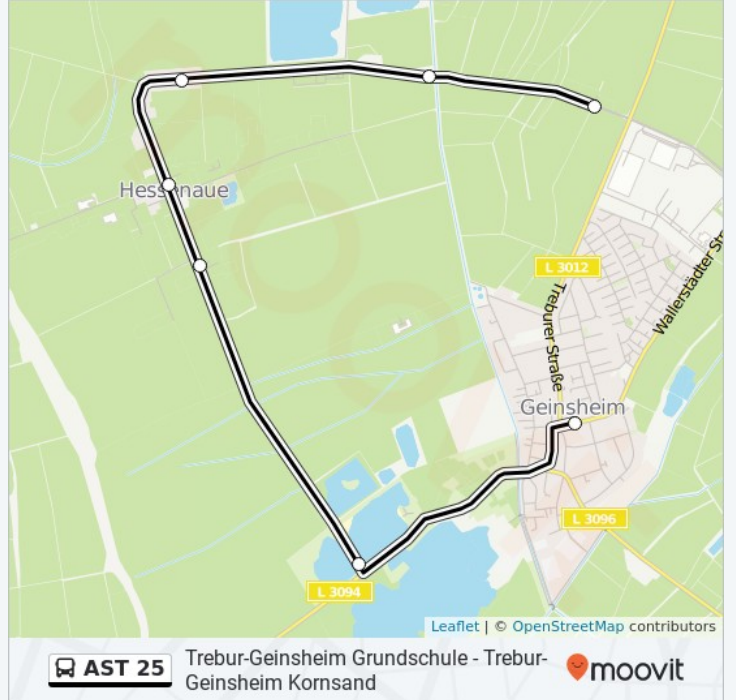 Hessenaue
L 3012
Treburer Straße
Wallerstädter Str
Geinsheim
L 3096
L 3094
Leaflet | © OpenStreetMap contributors
AST 25
Trebur-Geinsheim Grundschule - Trebur-
Geinsheim Kornsand
moovit